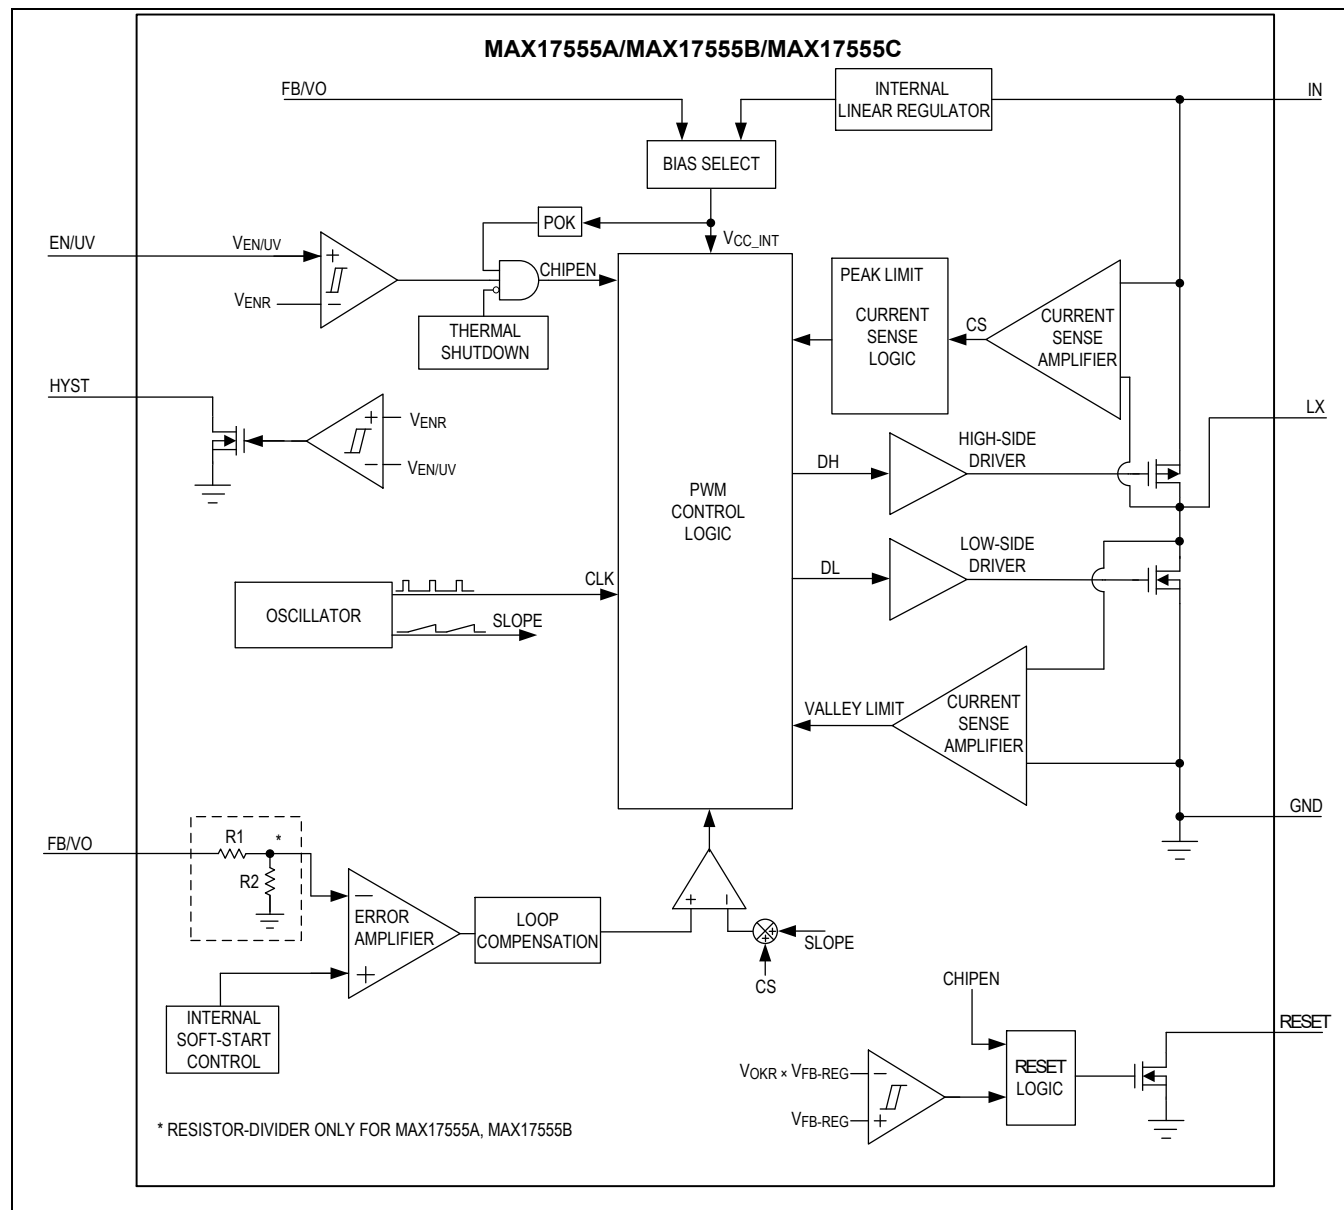 MAX17555A/MAX17555B/MAX17555C
FB/VO
INTERNAL
LINEAR REGULATOR
IN
BIAS SELECT
POK
VCC_INT
EN/UV
VEN/UV
+
VENR
−
CHIPEN
THERMAL
SHUTDOWN
PEAK LIMIT
CURRENT
SENSE
LOGIC
CS
CURRENT
SENSE
AMPLIFIER
HYST
+
VENR
−
VEN/UV
LX
HIGH-SIDE
DRIVER
DH
PWM
CONTROL
LOGIC
LOW-SIDE
DRIVER
DL
OSCILLATOR
CLK
SLOPE
VALLEY LIMIT
CURRENT
SENSE
AMPLIFIER
GND
FB/VO
R1
*
R2
−
ERROR
AMPLIFIER
+
LOOP
COMPENSATION
+
−
+
+
SLOPE
CS
INTERNAL
SOFT-START
CONTROL
CHIPEN
RESET
VOKR × VFB-REG
−
VFB-REG
+
RESET
LOGIC
* RESISTOR-DIVIDER ONLY FOR MAX17555A, MAX17555B